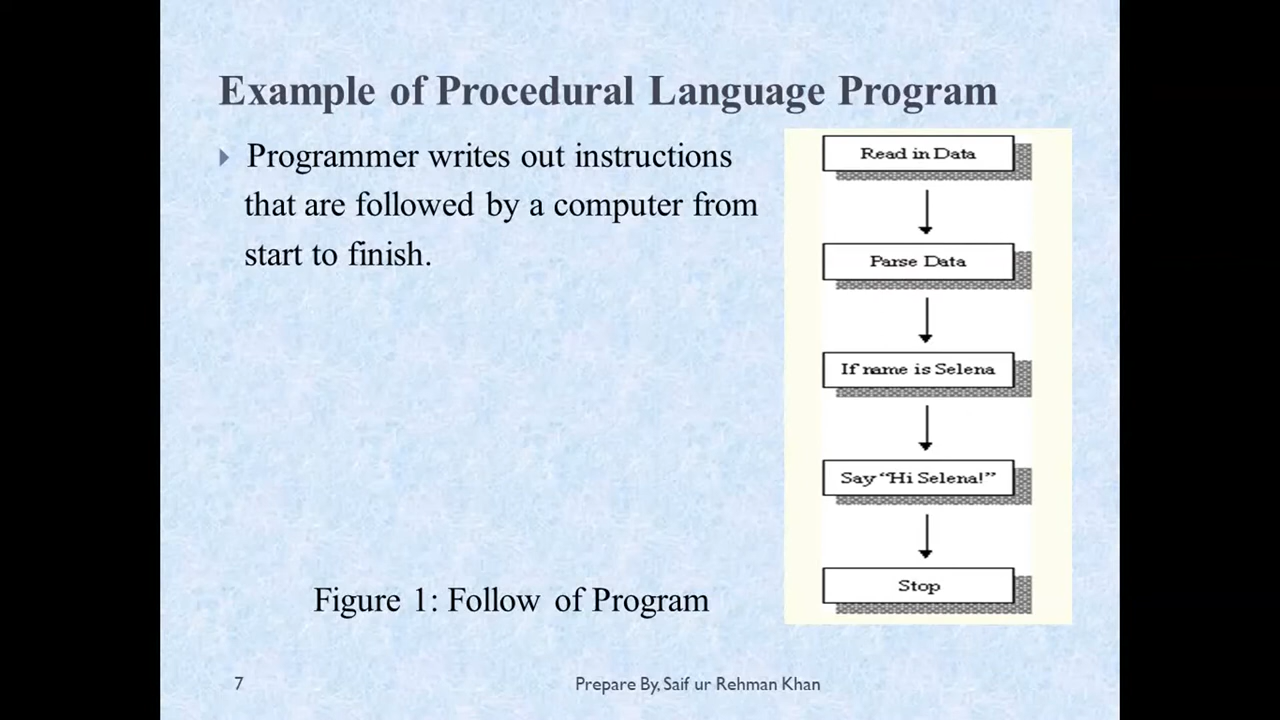 Example of Procedural Language Program
Programmer writes out instructions
that are followed by a computer from
start to finish.
Read in Data
Parse Data
If name is Selena
Say “Hi Selena!”
Stop
Figure 1: Follow of Program
7
Prepare By, Saif ur Rehman Khan